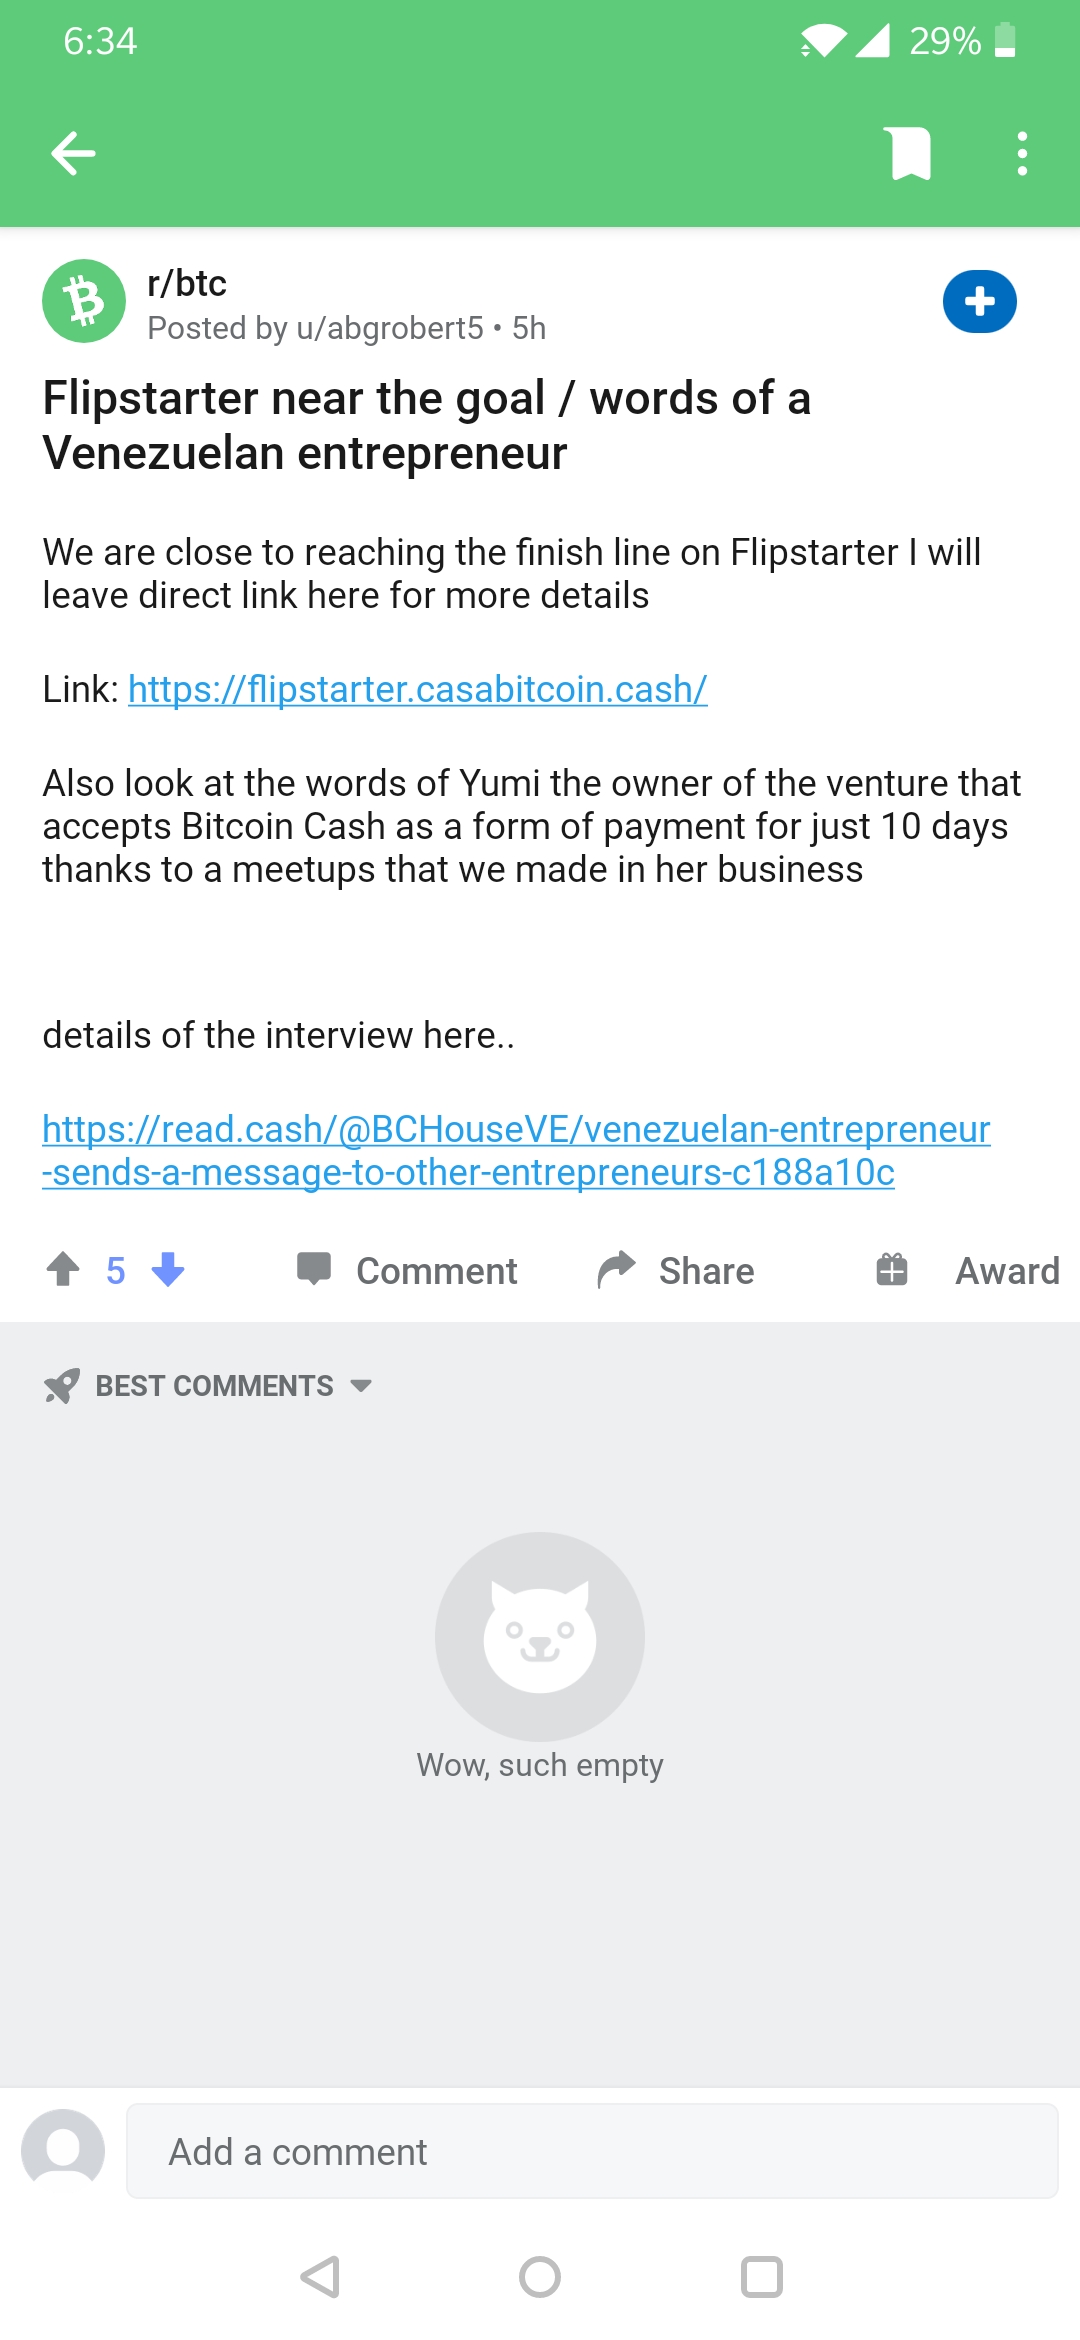 6:34
29%
r/btc
Posted by u/abgrobert5 • 5h
Flipstarter near the goal / words of a
Venezuelan entrepreneur
We are close to reaching the finish line on Flipstarter I will
leave direct link here for more details
Link: https://flipstarter.casabitcoin.cash/
Also look at the words of Yumi the owner of the venture that
accepts Bitcoin Cash as a form of payment for just 10 days
thanks to a meetups that we made in her business
details of the interview here..
https://read.cash/@BCHouseVE/venezuelan-entrepreneur
-sends-a-message-to-other-entrepreneurs-c188a10c
5 Comment Share Award
BEST COMMENTS
Wow, such empty
Add a comment